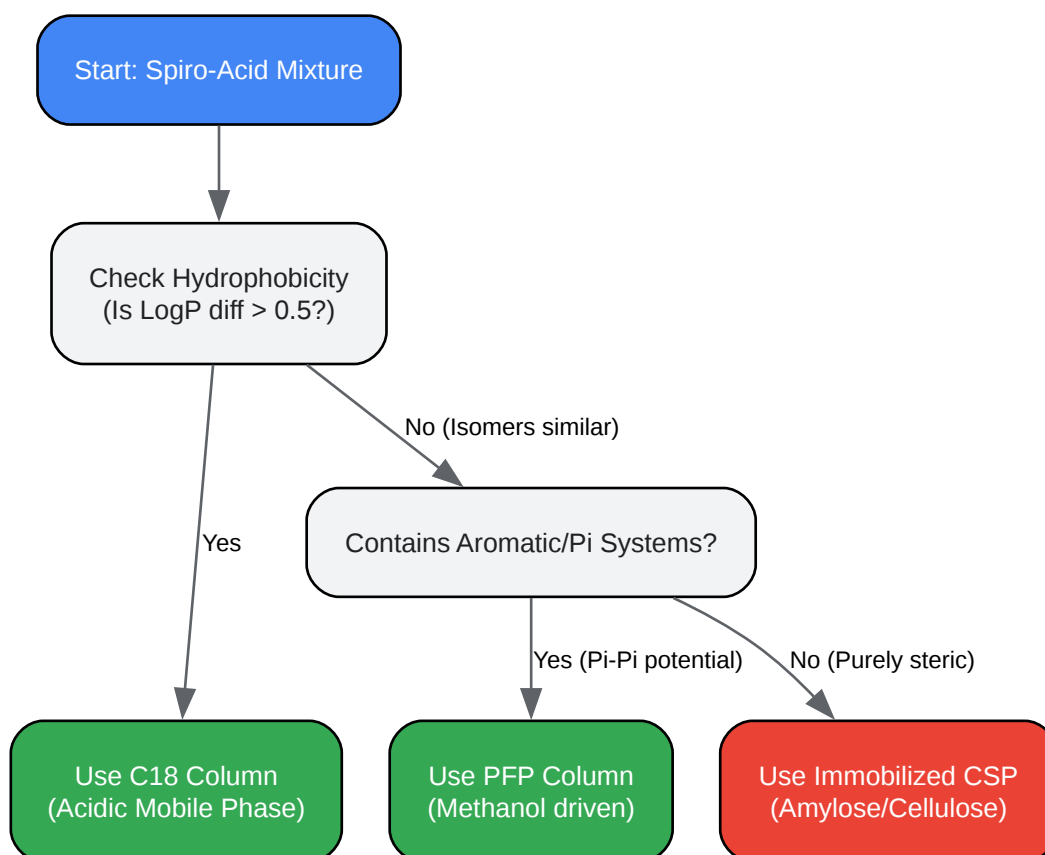 Start: Spiro-Acid Mixture
Check Hydrophobicity
(Is LogP diff > 0.5?)
No (Isomers similar)
Yes
Contains Aromatic/Pi Systems?
Yes (Pi-Pi potential)
No (Purely steric)
Use C18 Column
(Acidic Mobile Phase)
Use PFP Column
(Methanol driven)
Use Immobilized CSP
(Amylose/Cellulose)